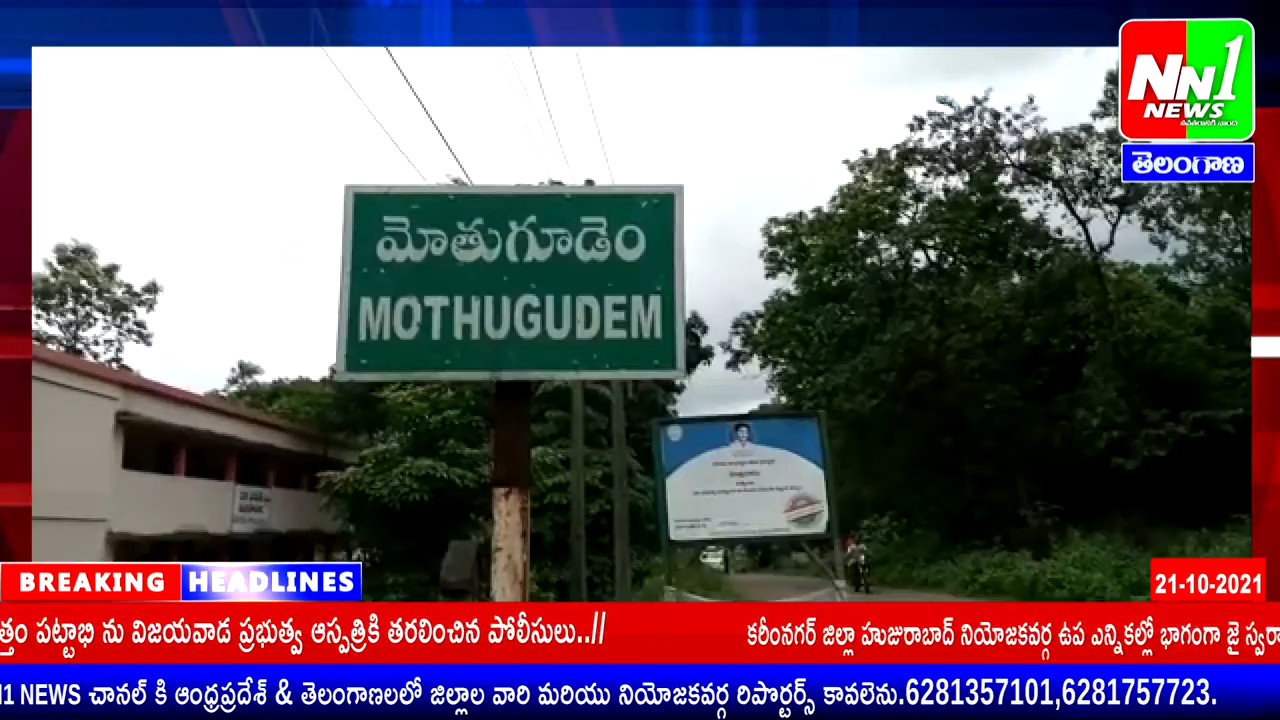 NN1
NEWS
తెలంగాణ
మోతుగూడెం
MOTHUGUDEM
BREAKING HEADLINES
21-10-2021
త్తం పట్టాభి ను విజయవాడ ప్రభుత్వ ఆస్పత్రికి తరలించిన పోలీసులు..// కరీంనగర్ జిల్లా హుజురాబాద్ నియోజకవర్గ ఉప ఎన్నికల్లో భాగంగా జై స్వరా
NEWS చానల్ కి ఆంధ్రప్రదేశ్ & తెలంగాణలలో జిల్లాల వారి మరియు నియోజకవర్గ రిపొర్టర్స్ కావలెను.6281357101,6281757723.